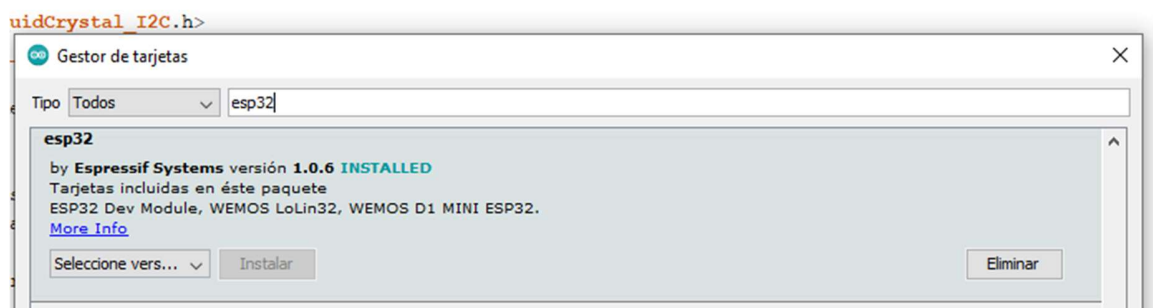 uidCrystal_I2C.h>
Gestor de tarjetas
Tipo Todos esp32
esp32
by Espressif Systems versión 1.0.6 INSTALLED
Tarjetas incluidas en éste paquete
ESP32 Dev Module, WEMOS LoLin32, WEMOS D1 MINI ESP32.
More Info
Seleccione vers... Instalar Eliminar